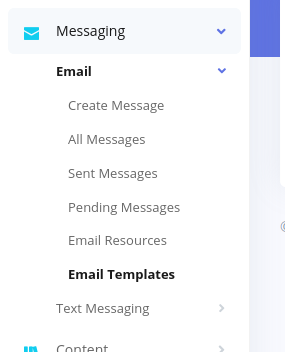 Messaging
Email
Create Message
All Messages
Sent Messages
Pending Messages
Email Resources
Email Templates
Text Messaging
Content